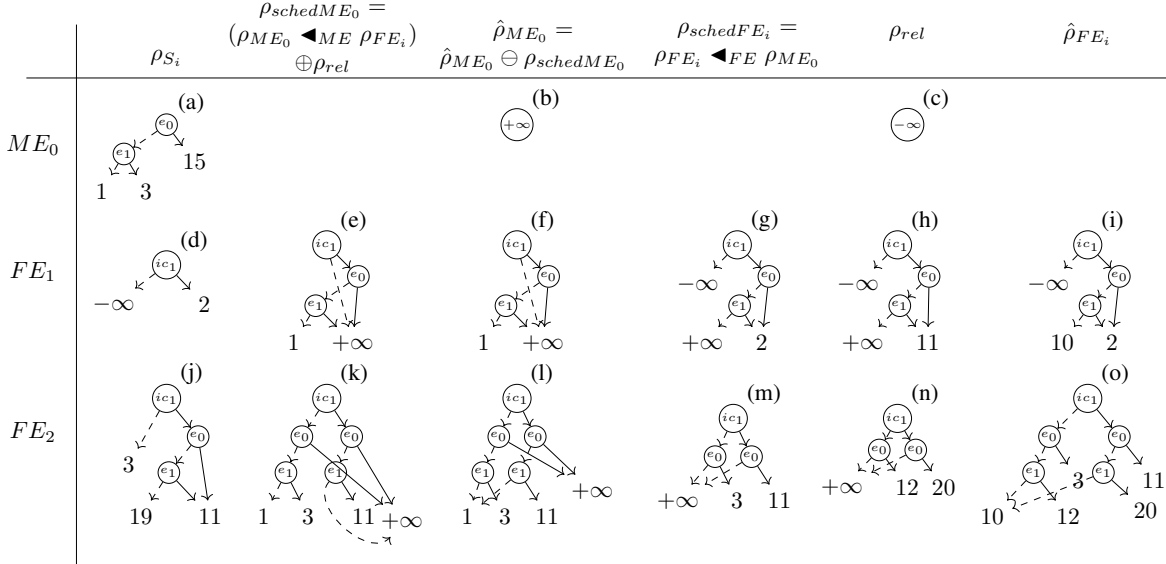 ρ_{S_i}
ρ_{schedME_0} =
(ρ_{ME_0} ◄_{ME} ρ_{FE_i})
⊕ρ_{rel}
ρ̂_{ME_0} =
ρ̂_{ME_0} ⊖ ρ_{schedME_0}
ρ_{schedFE_i} =
ρ_{FE_i} ◄_{FE} ρ_{ME_0}
ρ_{rel}
ρ̂_{FE_i}
ME_0
(a)
e_0
e_1
15
1 3
(b)
+∞
(c)
−∞
FE_1
(d)
ic_1
−∞ 2
(e)
ic_1
e_0
e_1
1 +∞
(f)
ic_1
e_0
e_1
1 +∞
(g)
ic_1
−∞ e_0
e_1
+∞ 2
(h)
ic_1
−∞ e_0
e_1
+∞ 11
(i)
ic_1
−∞ e_0
e_1
10 2
FE_2
(j)
ic_1
e_0
3 e_1
19 11
(k)
ic_1
e_0 e_0
e_1 e_1
1 3 11 +∞
(l)
ic_1
e_0 e_0
e_1 e_1
+∞
1 3 11
(m)
ic_1
e_0 e_0
+∞ 3 11
(n)
ic_1
e_0 e_0
+∞ 12 20
(o)
ic_1
e_0 e_0
3 e_1 11
10 12 20